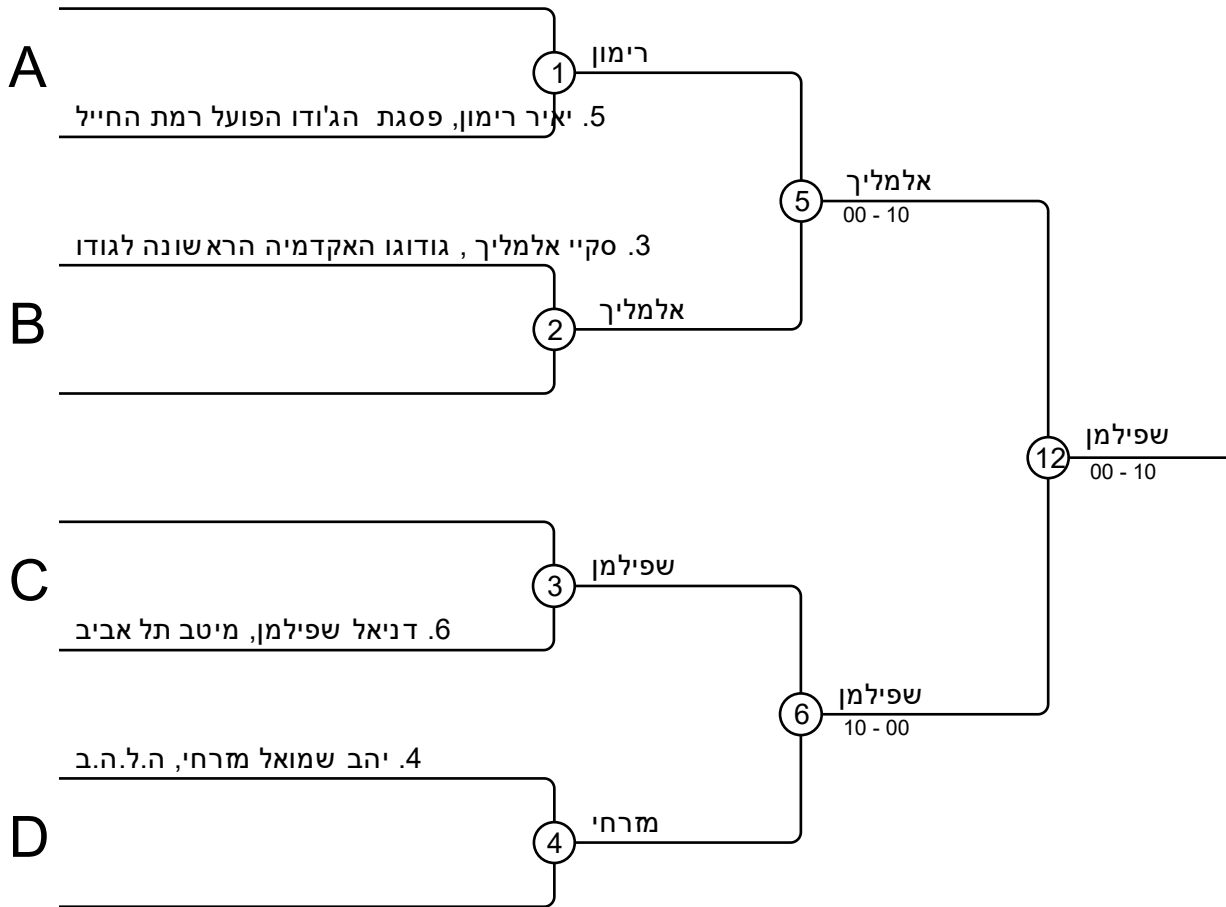 A
1
רימון
5. יאיר רימון, פסגת הג'ודו הפועל רמת החייל
5
אלמליך
00 - 10
3. סקיי אלמליך , גודוגו האקדמיה הראשונה לגודו
B
2
אלמליך
12
שפילמן
00 - 10
C
3
שפילמן
6. דניאל שפילמן, מיטב תל אביב
6
שפילמן
10 - 00
4. יהב שמואל מזרחי, ה.ל.ה.ב
D
4
מזרחי